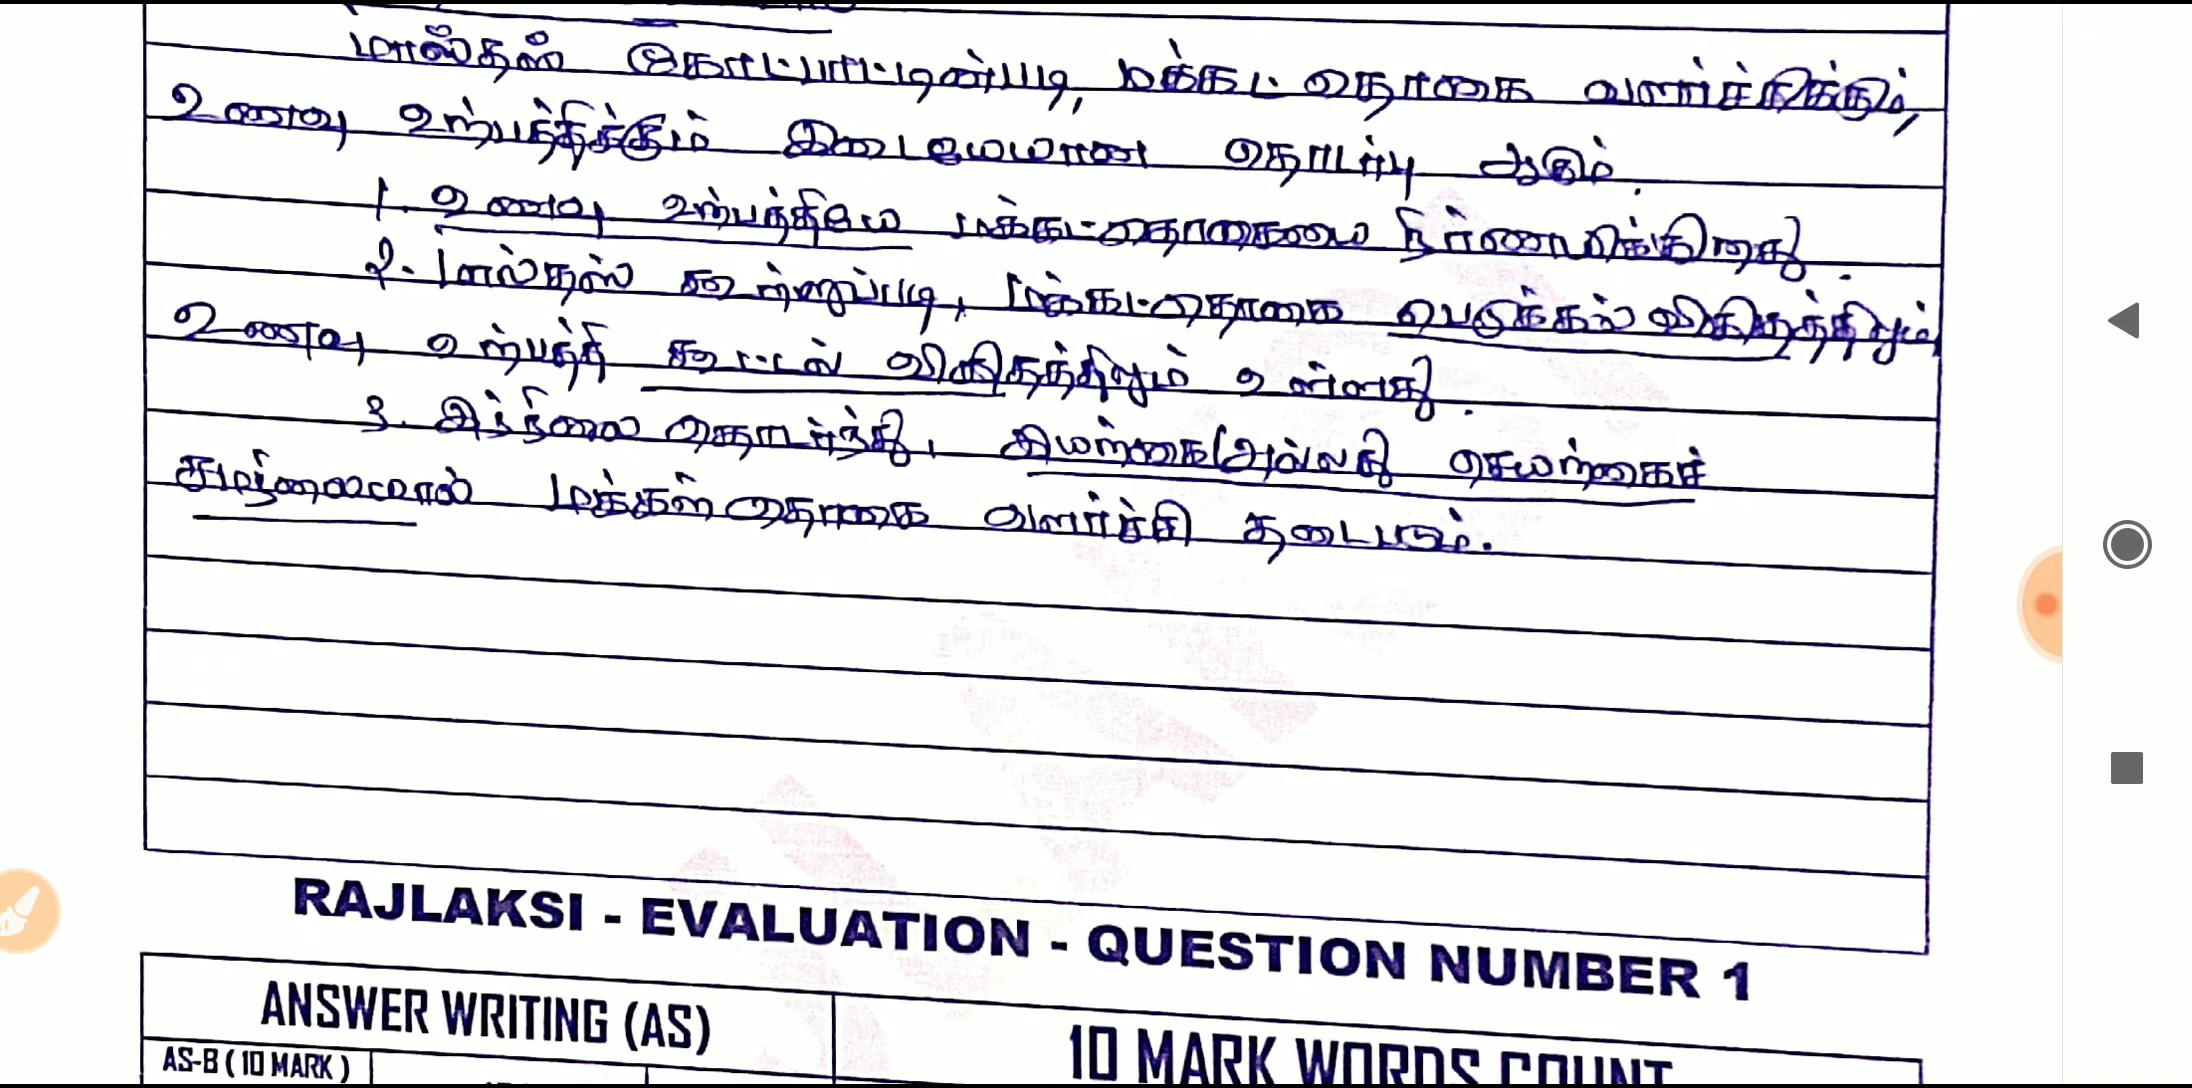 மால்தஸ் கோட்பாட்டின்படி, மக்கட் தொகை வளர்ச்சிக்கும்,
உணவு உற்பத்திக்கும் இடையேயான தொடர்பு ஆகும்.
1. உணவு உற்பத்தியே மக்கட்தொகையை நிர்ணயிக்கிறது.
2. மால்தஸ் கூற்றுப்படி, மக்கட்தொகை பெருக்கல் விகிதத்திலும்,
உணவு உற்பத்தி கூட்டல் விகிதத்திலும் உள்ளது.
3. இந்நிலை தொடர்ந்து, இயற்கை (அல்லது செயற்கைச்
சூழ்நிலையால் மக்கள்தொகை வளர்ச்சி தடைபடும்.
RAJLAKSI - EVALUATION - QUESTION NUMBER 1
ANSWER WRITING (AS)
10 MARK WORDS COUNT
AS-B ( 10 MARK )